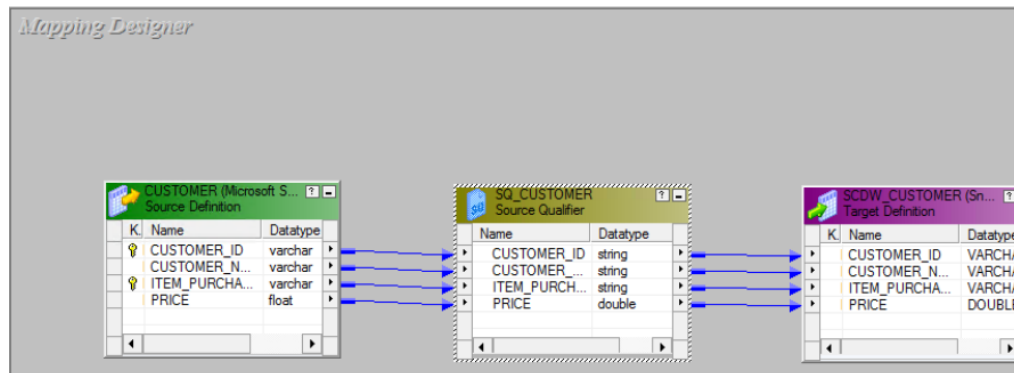 Mapping Designer
CUSTOMER (Microsoft S...
Source Definition
K. Name Datatype
CUSTOMER_ID varchar
CUSTOMER_N... varchar
ITEM_PURCHA... varchar
PRICE float
SQ_CUSTOMER
Source Qualifier
Name Datatype
CUSTOMER_ID string
CUSTOMER_... string
ITEM_PURCH... string
PRICE double
SCDW_CUSTOMER (Sn...
Target Definition
K. Name Datatype
CUSTOMER_ID VARCHA
CUSTOMER_N... VARCHA
ITEM_PURCHA... VARCHA
PRICE DOUBLE